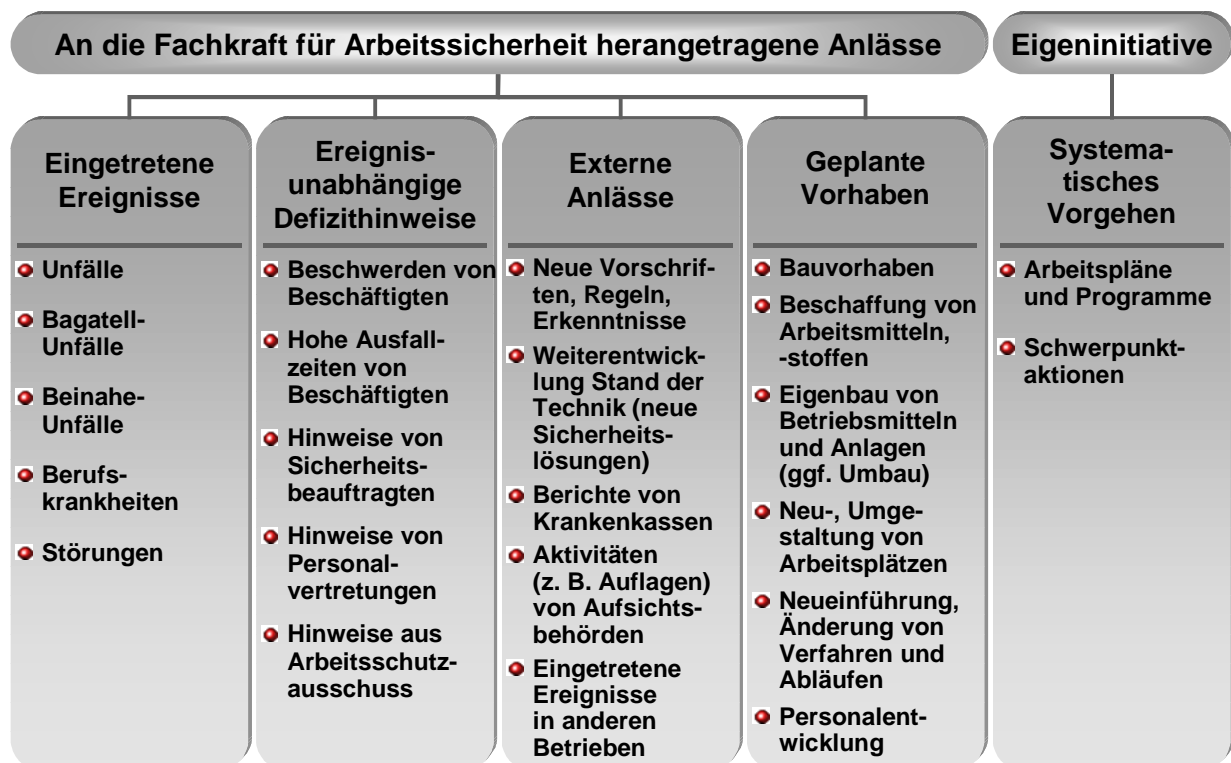 An die Fachkraft für Arbeitssicherheit herangetragene Anlässe
Eigeninitiative
Eingetretene
Ereignisse
Unfälle
Bagatell-
Unfälle
Beinahe-
Unfälle
Berufs-
krankheiten
Störungen
Ereignis-
unabhängige
Defizithinweise
Beschwerden von
Beschäftigten
Hohe Ausfall-
zeiten von
Beschäftigten
Hinweise von
Sicherheits-
beauftragten
Hinweise von
Personal-
vertretungen
Hinweise aus
Arbeitsschutz-
ausschuss
Externe
Anlässe
Neue Vorschrif-
ten, Regeln,
Erkenntnisse
Weiterentwick-
lung Stand der
Technik (neue
Sicherheits-
lösungen)
Berichte von
Krankenkassen
Aktivitäten
(z. B. Auflagen)
von Aufsichts-
behörden
Eingetretene
Ereignisse
in anderen
Betrieben
Geplante
Vorhaben
Bauvorhaben
Beschaffung von
Arbeitsmitteln,
-stoffen
Eigenbau von
Betriebsmitteln
und Anlagen
(ggf. Umbau)
Neu-, Umge-
staltung von
Arbeitsplätzen
Neueinführung,
Änderung von
Verfahren und
Abläufen
Personalent-
wicklung
Systema-
tisches
Vorgehen
Arbeitspläne
und Programme
Schwerpunkt-
aktionen